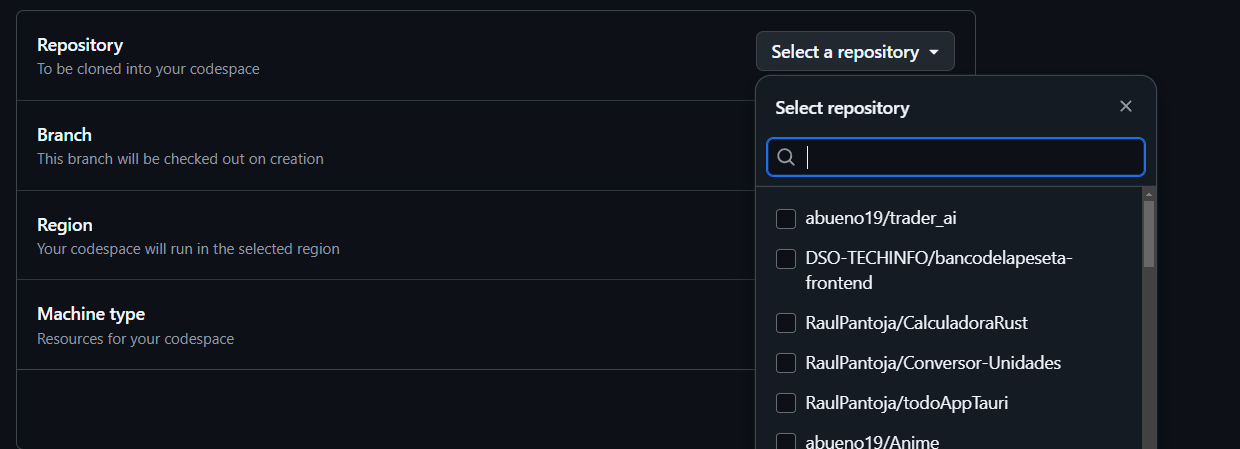 Repository
To be cloned into your codespace
Select a repository
Select repository
Branch
This branch will be checked out on creation
Region
Your codespace will run in the selected region
Machine type
Resources for your codespace
abueno19/trader_ai
DSO-TECHINFO/bancodelapeseta-
frontend
RaulPantoja/CalculadoraRust
RaulPantoja/Conversor-Unidades
RaulPantoja/todoAppTauri
abueno19/Anime